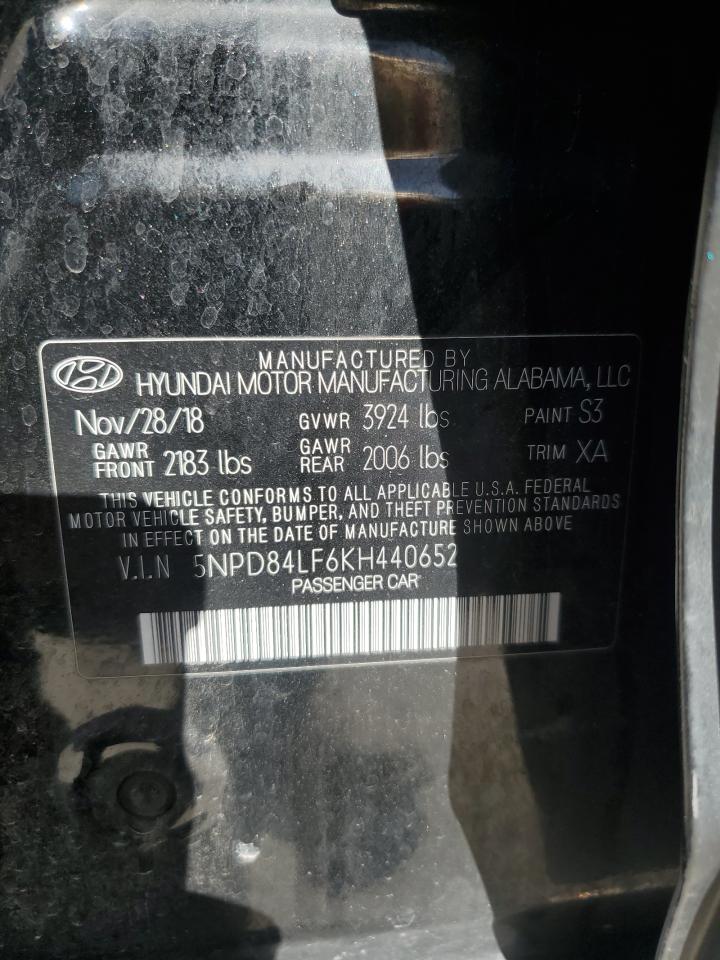 MANUFACTURED BY
HYUNDAI MOTOR MANUFACTURING ALABAMA, LLC
Nov/28/18 GVWR 3924 lbs PAINT S3
GAWR FRONT 2183 lbs GAWR REAR 2006 lbs TRIM XA
THIS VEHICLE CONFORMS TO ALL APPLICABLE U.S.A. FEDERAL
MOTOR VEHICLE SAFETY, BUMPER, AND THEFT PREVENTION STANDARDS
IN EFFECT ON THE DATE OF MANUFACTURE SHOWN ABOVE
V.I.N 5NPD84LF6KH440652
PASSENGER CAR